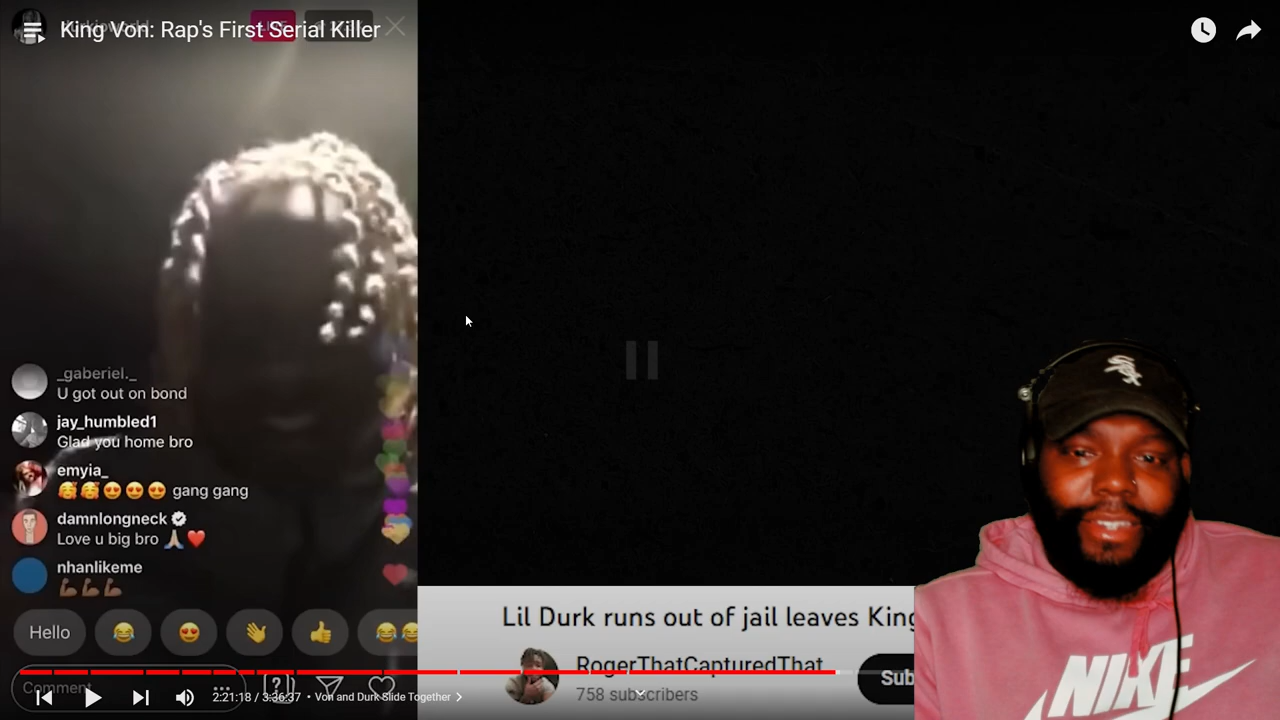 King Von: Rap's First Serial Killer
_gaberiel._
U got out on bond
jay_humbled1
Glad you home bro
emyia_
🥰🥰😍😍😍 gang gang
damnlongneck
Love u big bro 🙏🏽❤️
nhanlikeme
💪🏾💪🏾💪🏾
Hello
Comment
2:21:18 / 3:36:37 • Von and Durk Slide Together
Lil Durk runs out of jail leaves King
RogerThatCapturedThat
758 subscribers
Sub
NIKE